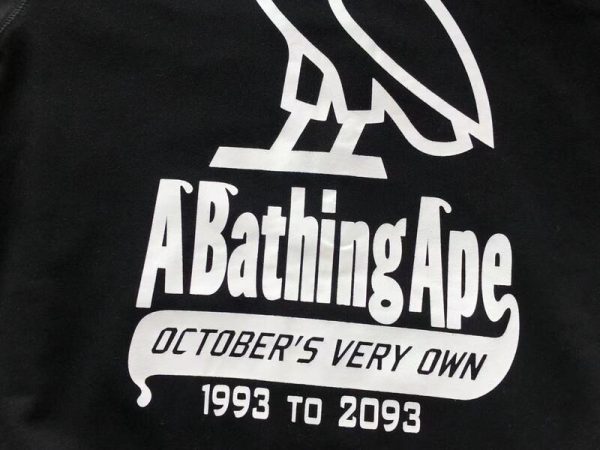 A Bathing Ape
OCTOBER'S VERY OWN
1993 TO 2093